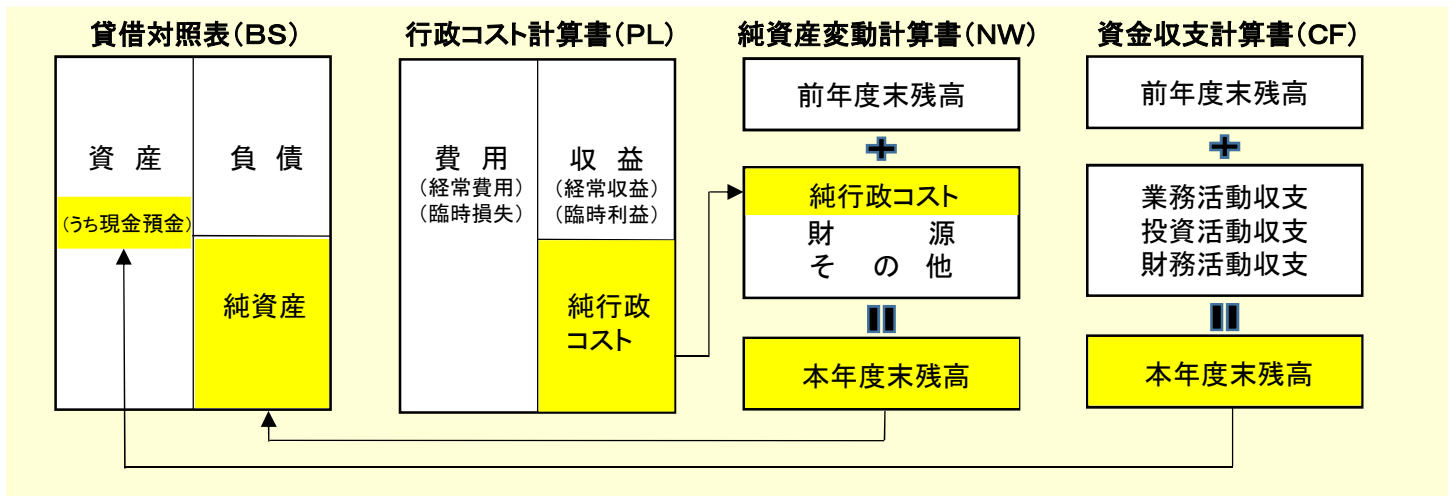 貸借対照表(BS)
資 産
(うち現金預金)
負 債
純資産
行政コスト計算書(PL)
費 用
(経常費用)
(臨時損失)
収 益
(経常収益)
(臨時利益)
純行政
コスト
純資産変動計算書(NW)
前年度末残高
+
純行政コスト
財 源
そ の 他
本年度末残高
資金収支計算書(CF)
前年度末残高
+
業務活動収支
投資活動収支
財務活動収支
本年度末残高